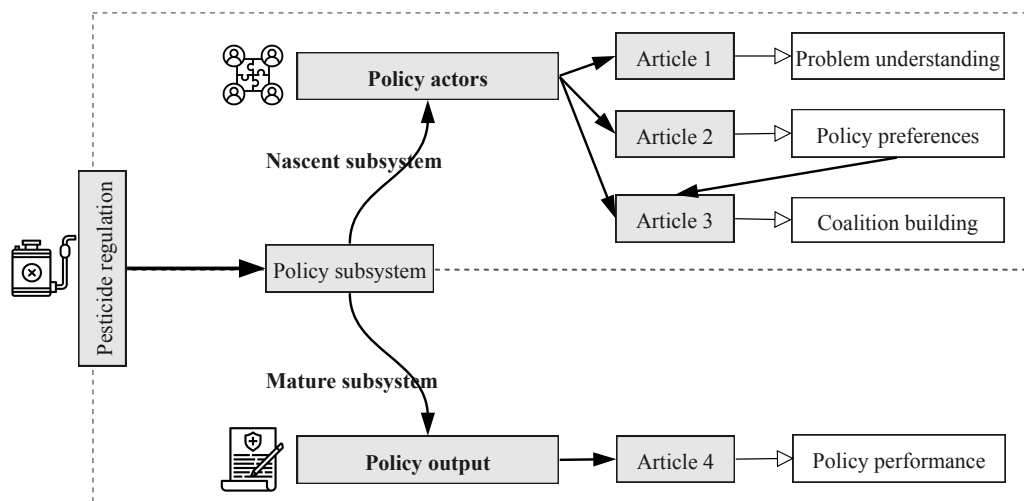 Article 1
Problem understanding
Policy actors
Article 2
Policy preferences
Nascent subsystem
Article 3
Coalition building
Pesticide regulation
Policy subsystem
Mature subsystem
Policy output
Article 4
Policy performance